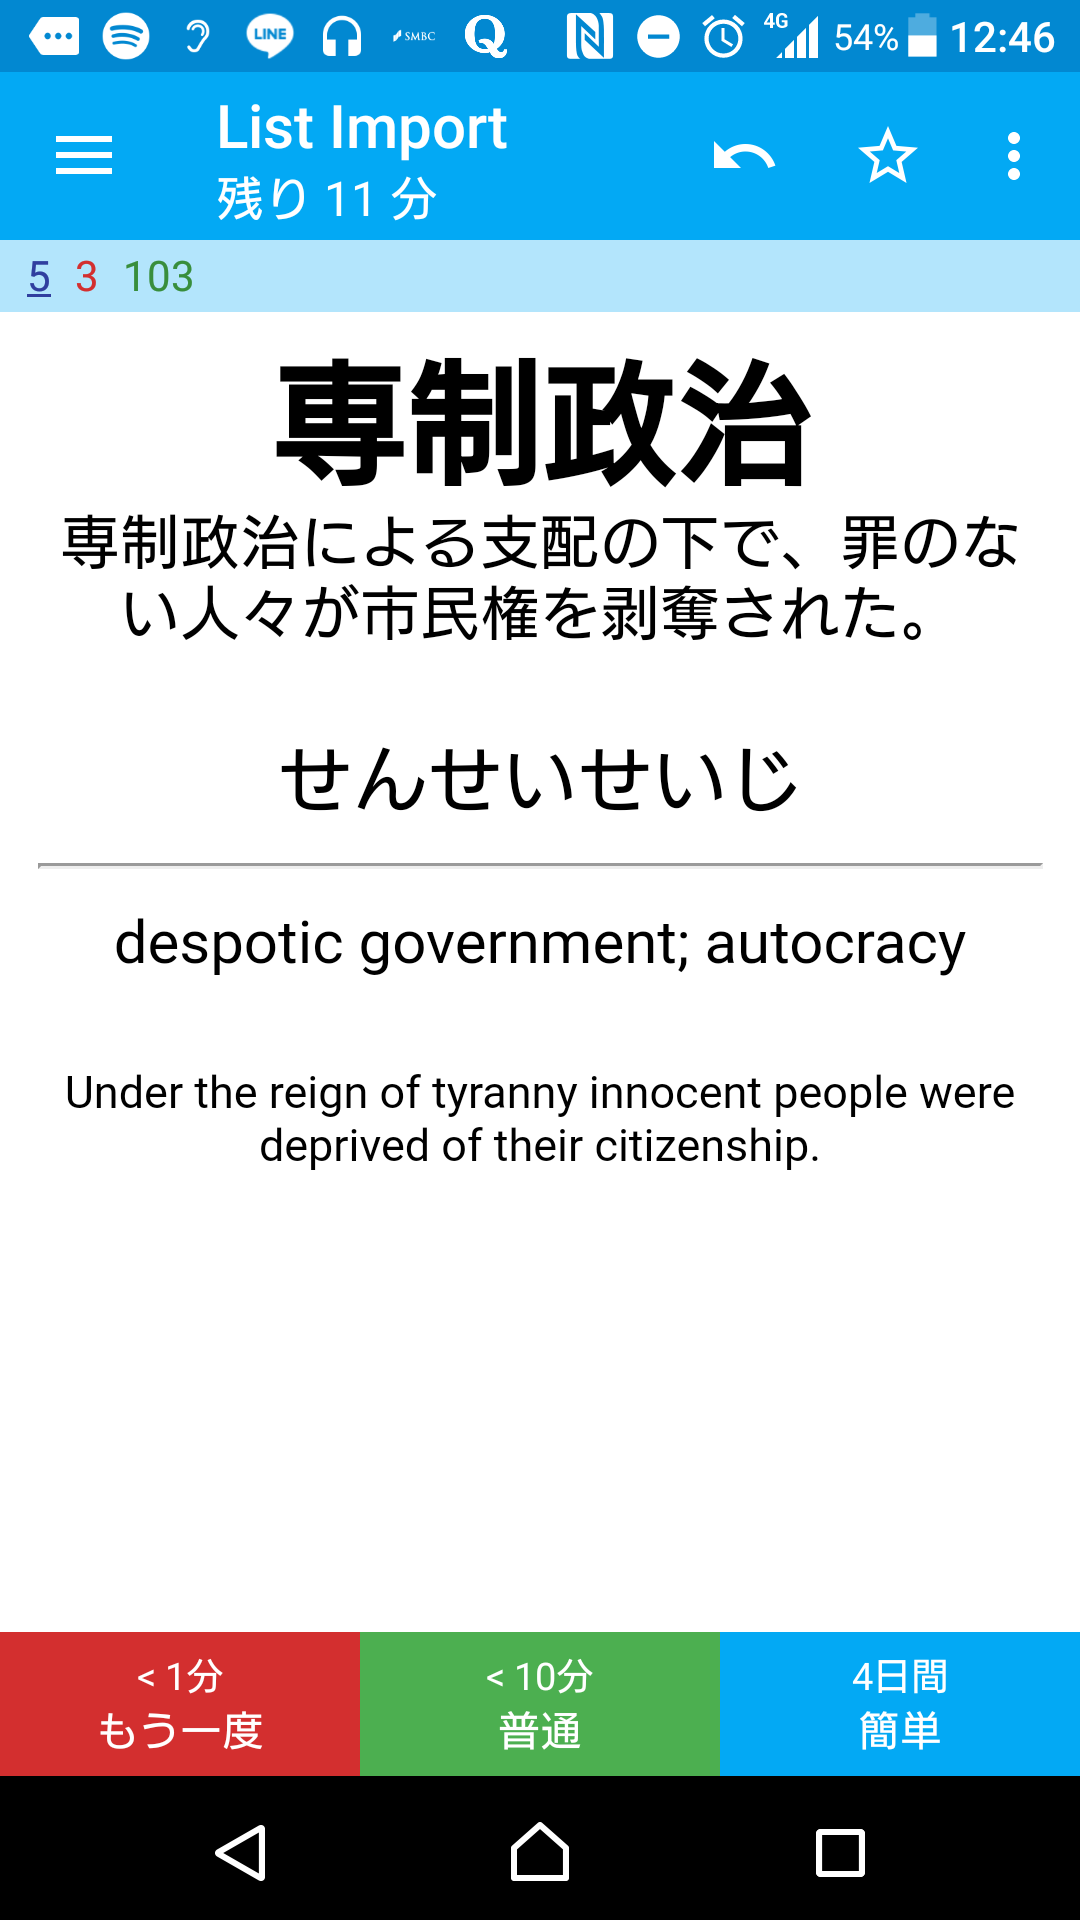 LINE
SMBC
4G
54%
12:46
List Import
残り 11 分
5 3 103
専制政治
専制政治による支配の下で、罪のな
い人々が市民権を剥奪された。
せんせいせいじ
despotic government; autocracy
Under the reign of tyranny innocent people were
deprived of their citizenship.
< 1分
もう一度
< 10分
普通
4日間
簡単